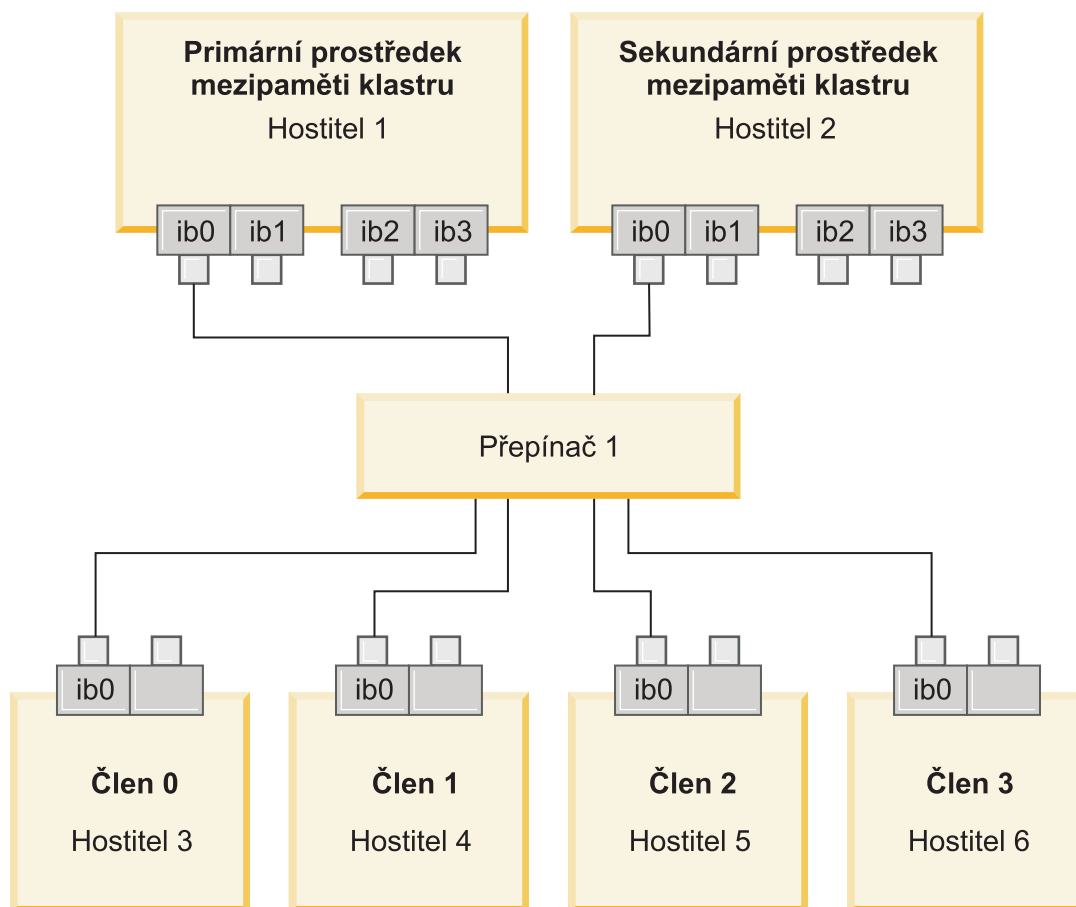 Primární prostředek
mezipaměti klastru
Hostitel 1
ib0 ib1 ib2 ib3
Sekundární prostředek
mezipaměti klastru
Hostitel 2
ib0 ib1 ib2 ib3
Přepínač 1
ib0
Člen 0
Hostitel 3
ib0
Člen 1
Hostitel 4
ib0
Člen 2
Hostitel 5
ib0
Člen 3
Hostitel 6